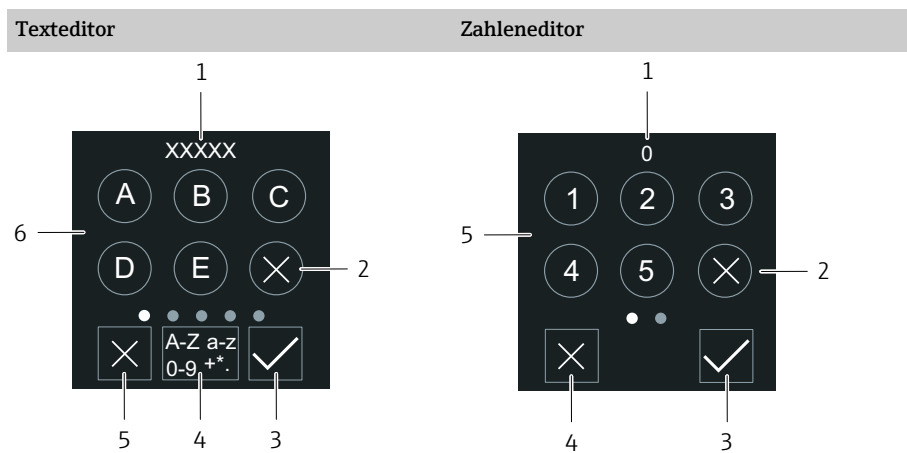 Texteditor Zahleneditor
1 1
XXXXX 0
A B C 1 2 3
6 5
D E 2 4 5 2
A-Z a-z
0-9 +*.
5 4 3 4 3